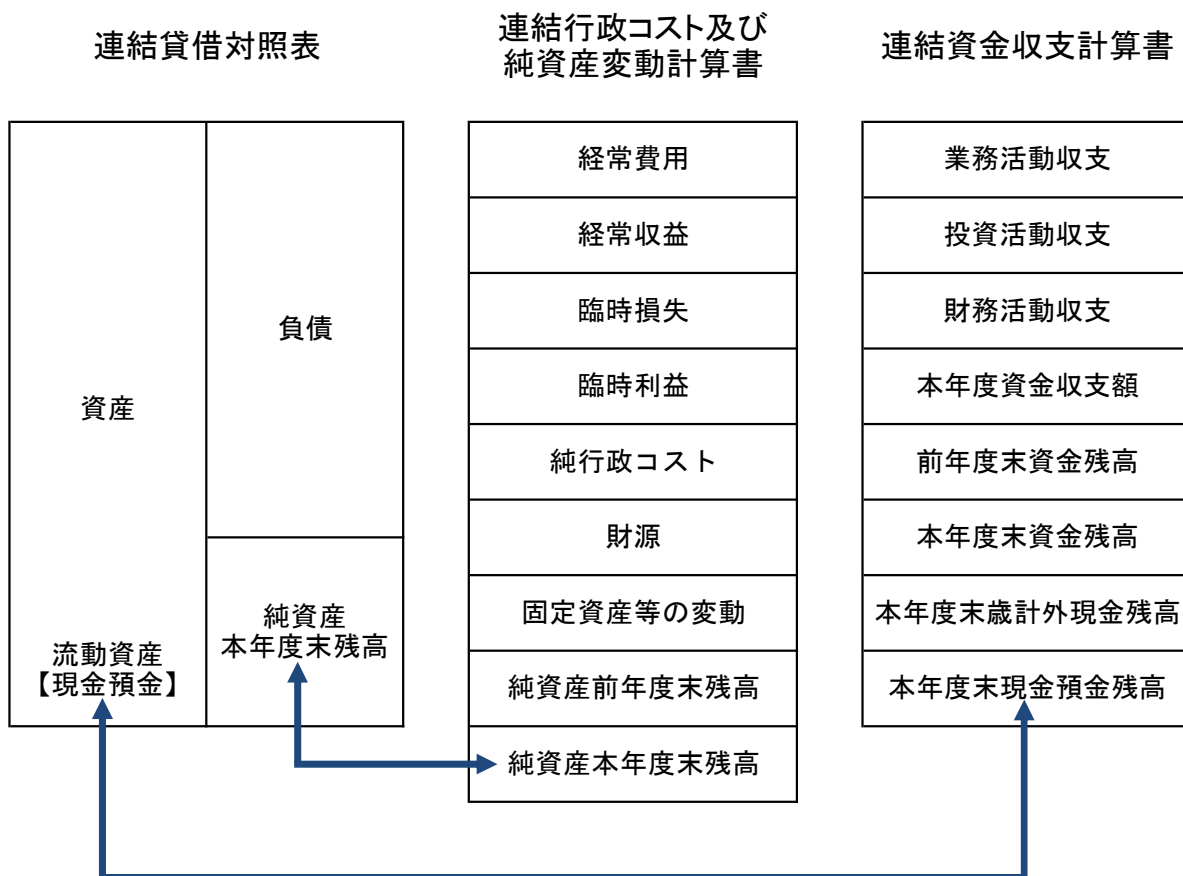 連結貸借対照表
資産
流動資産
【現金預金】
負債
純資産
本年度末残高
連結行政コスト及び
純資産変動計算書
経常費用
経常収益
臨時損失
臨時利益
純行政コスト
財源
固定資産等の変動
純資産前年度末残高
純資産本年度末残高
連結資金収支計算書
業務活動収支
投資活動収支
財務活動収支
本年度資金収支額
前年度末資金残高
本年度末資金残高
本年度末歳計外現金残高
本年度末現金預金残高